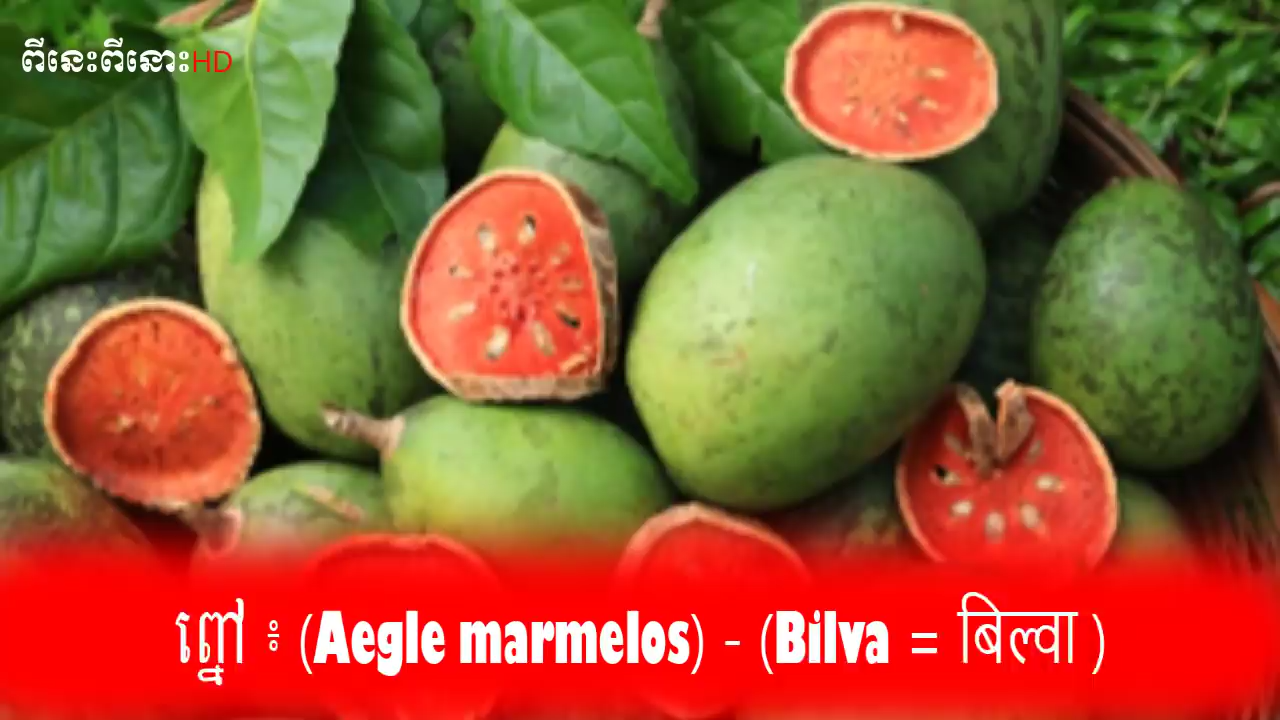 ពីនេះពីនោះHD
ព្នៅ ៖ (Aegle marmelos) - (Bilva = बिल्वा )